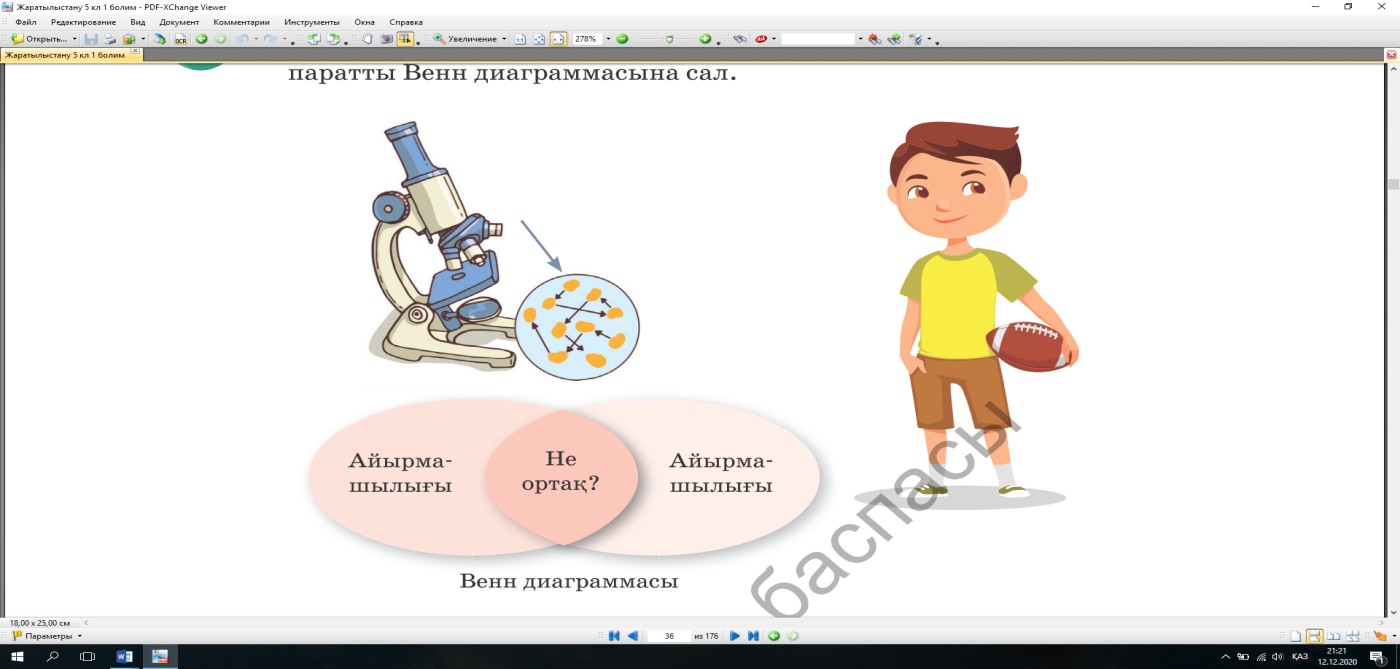 Жаратылыстану 5 кл 1 болим - PDF-XChange Viewer
Файл Редактирование Вид Документ Комментарии Инструменты Окна Справка
Открыть... OCR Увеличение 278%
Жаратылыстану 5 кл 1 болим
паратты Венн диаграммасына сал.
Айырма-
шылығы
Не
ортақ?
Айырма-
шылығы
Венн диаграммасы
баспасы
18,00 x 25,00 см
Параметры 36 из 176
ҚАЗ 21:21
12.12.2020